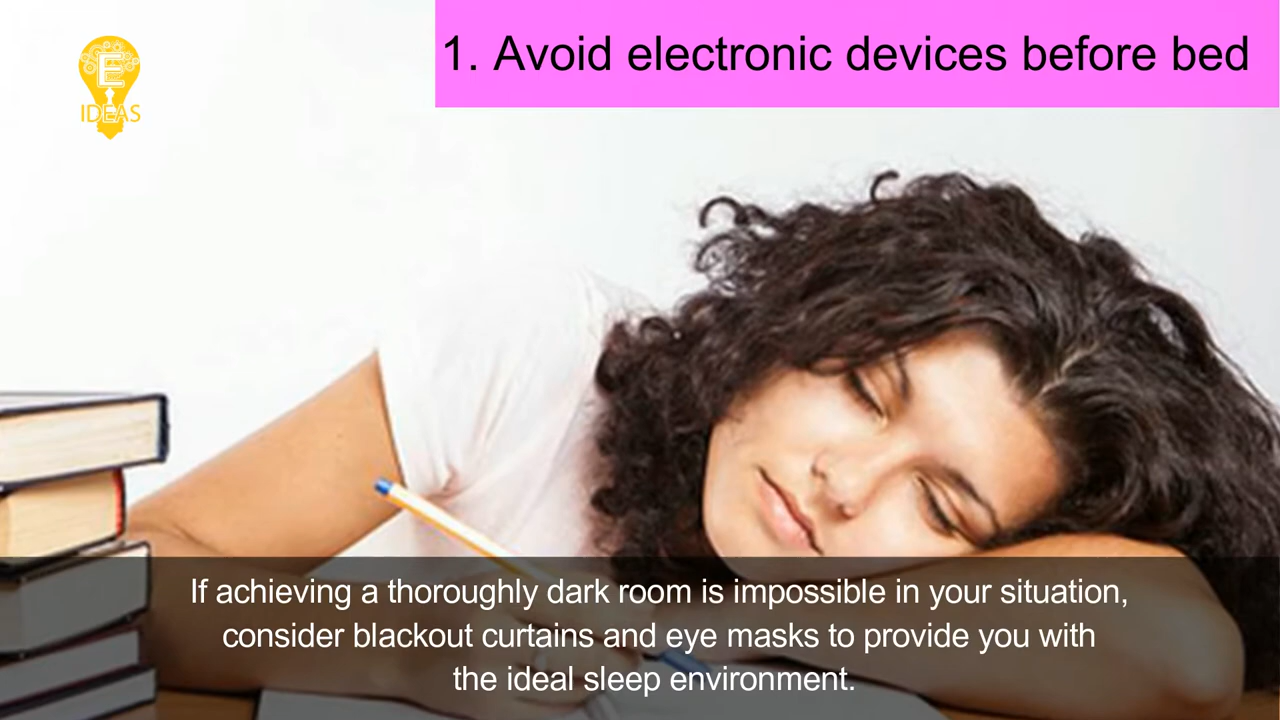 E
IDEAS
1. Avoid electronic devices before bed
If achieving a thoroughly dark room is impossible in your situation,
consider blackout curtains and eye masks to provide you with
the ideal sleep environment.